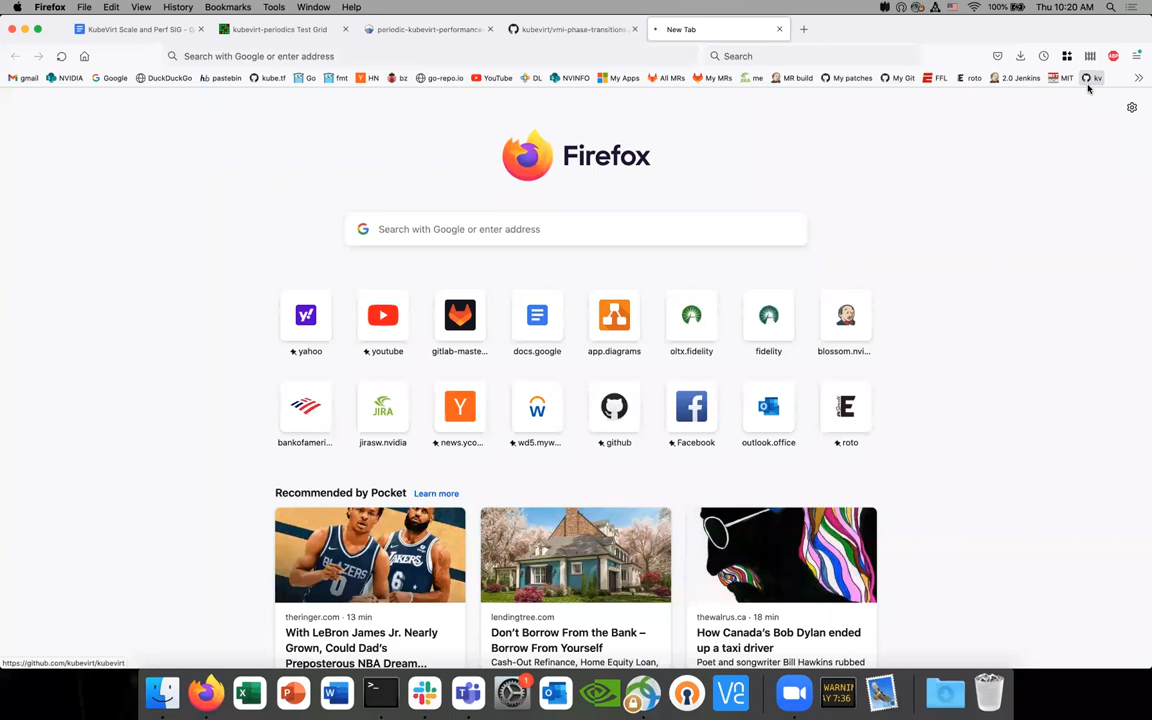 Firefox File Edit View History Bookmarks Tools Window Help 100% Thu 10:20 AM
KubeVirt Scale and Perf SIG - G kubevirt-periodics Test Grid periodic-kubevirt-performance kubevirt/vmi-phase-transitions. New Tab
Search with Google or enter address Search
gmail NVIDIA Google DuckDuckGo pastebin kube.tf Go fmt HN bz go-repo.io YouTube DL NVINFO My Apps All MRs My MRs me MR build My patches My Git FFL roto 2.0 Jenkins MIT kv
Firefox
Search with Google or enter address
yahoo youtube gitlab-maste... docs.google app.diagrams oltx.fidelity fidelity blossom.nvi...
bankofameri... jirasw.nvidia news.yco... wd5.myw... github Facebook outlook.office roto
Recommended by Pocket Learn more
theringer.com · 13 min
With LeBron James Jr. Nearly
Grown, Could Dad's
Preposterous NBA Dream...
lendingtree.com
Don't Borrow From the Bank –
Borrow From Yourself
Cash-Out Refinance, Home Equity Loan,
thewalrus.ca · 18 min
How Canada's Bob Dylan ended
up a taxi driver
Poet and songwriter Bill Hawkins rubbed
https://github.com/kubevirt/kubevirt